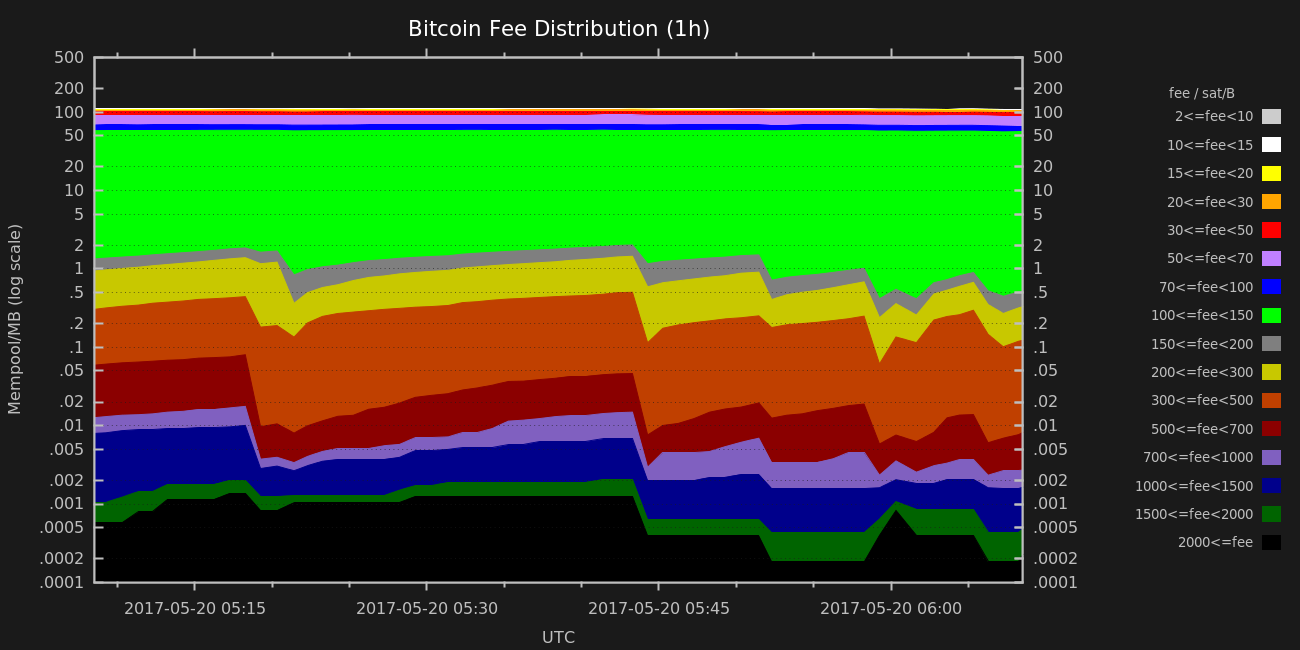 Bitcoin Fee Distribution (1h)
500
200
100
50
20
10
5
2
1
.5
.2
.1
.05
.02
.01
.005
.002
.001
.0005
.0002
.0001
Mempool/MB (log scale)
500
200
100
50
20
10
5
2
1
.5
.2
.1
.05
.02
.01
.005
.002
.001
.0005
.0002
.0001
2017-05-20 05:15 2017-05-20 05:30 2017-05-20 05:45 2017-05-20 06:00
UTC
fee / sat/B
2<=fee<10
10<=fee<15
15<=fee<20
20<=fee<30
30<=fee<50
50<=fee<70
70<=fee<100
100<=fee<150
150<=fee<200
200<=fee<300
300<=fee<500
500<=fee<700
700<=fee<1000
1000<=fee<1500
1500<=fee<2000
2000<=fee